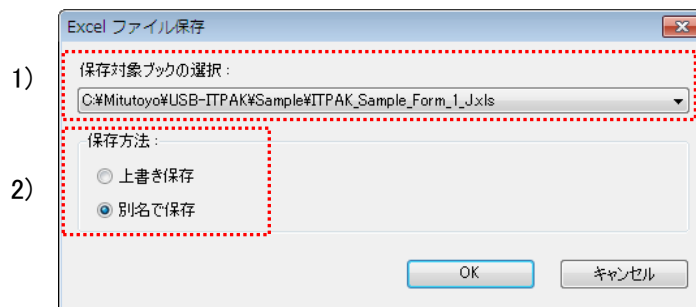 Excel ファイル保存
1)
保存対象ブックの選択：
C:¥Mitutoyo¥USB-ITPAK¥Sample¥ITPAK_Sample_Form_1_J.xls
2)
保存方法：
上書き保存
別名で保存
OK
キャンセル